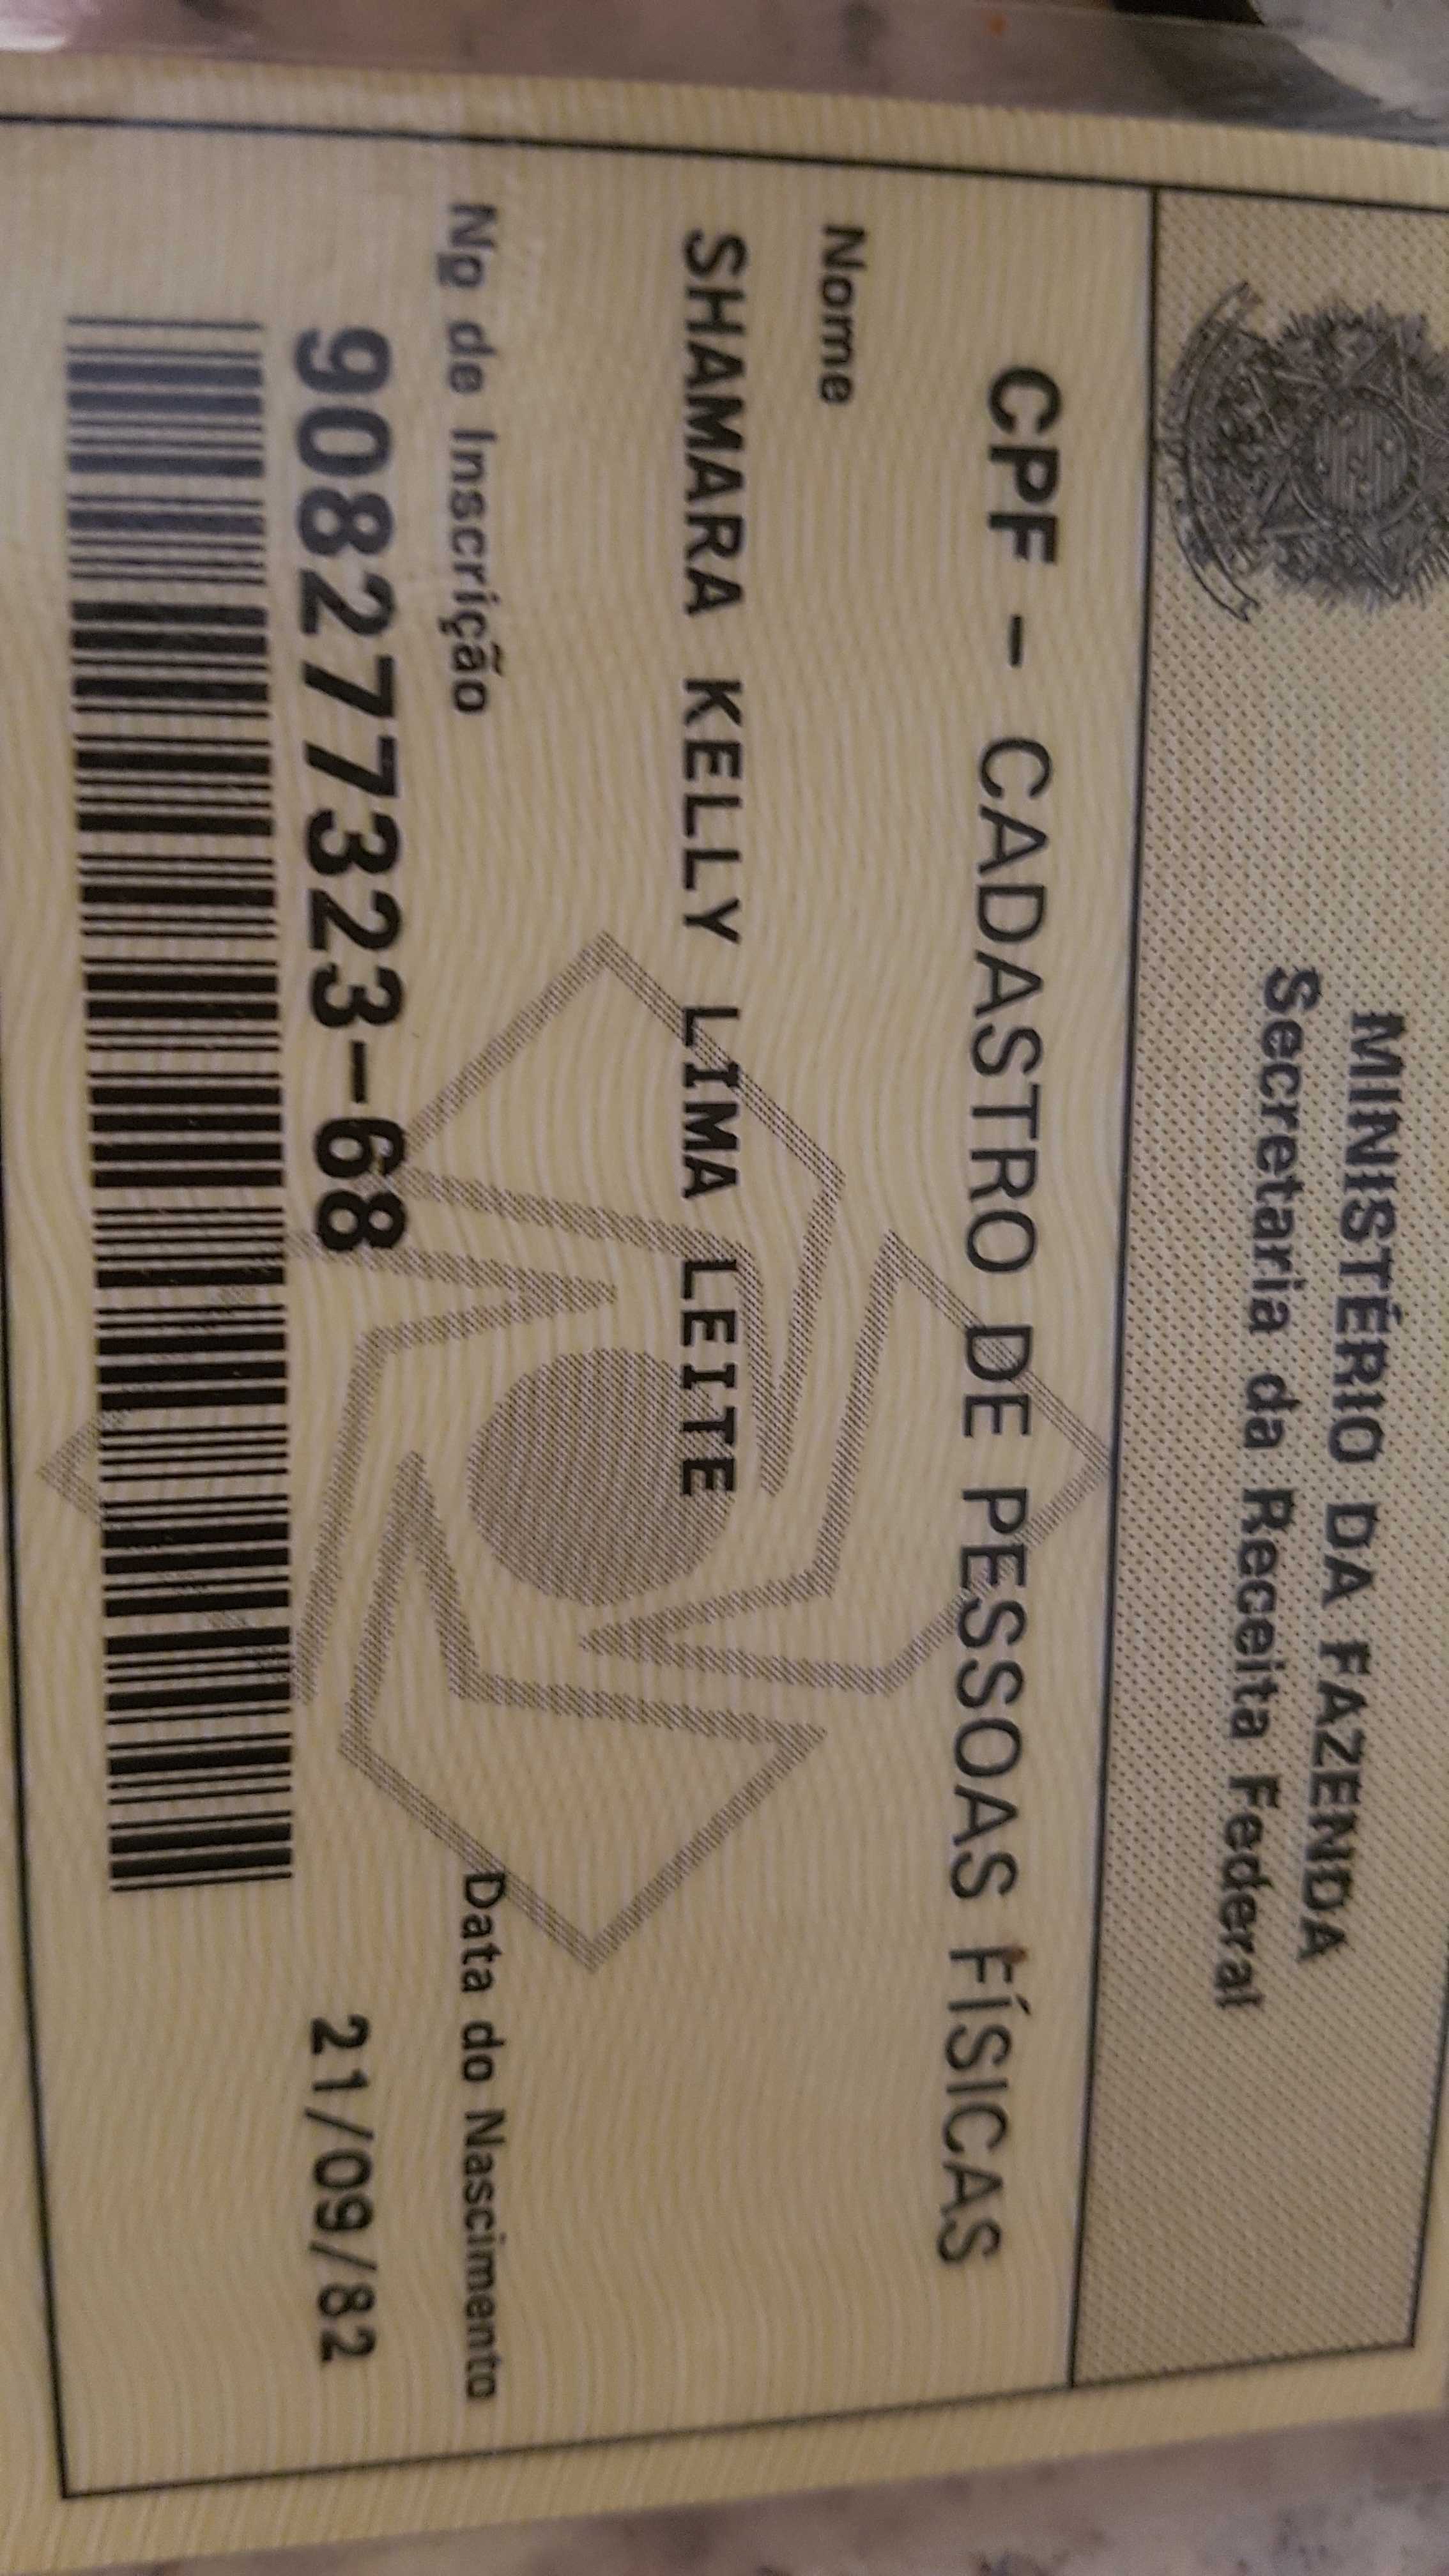 MINISTÉRIO DA FAZENDA
Secretaria da Receita Federal
CPF - CADASTRO DE PESSOAS FÍSICAS
Nome
SHAMARA KELLY LIMA LEITE
Nº de Inscrição
908277323-68
Data do Nascimento
21/09/82